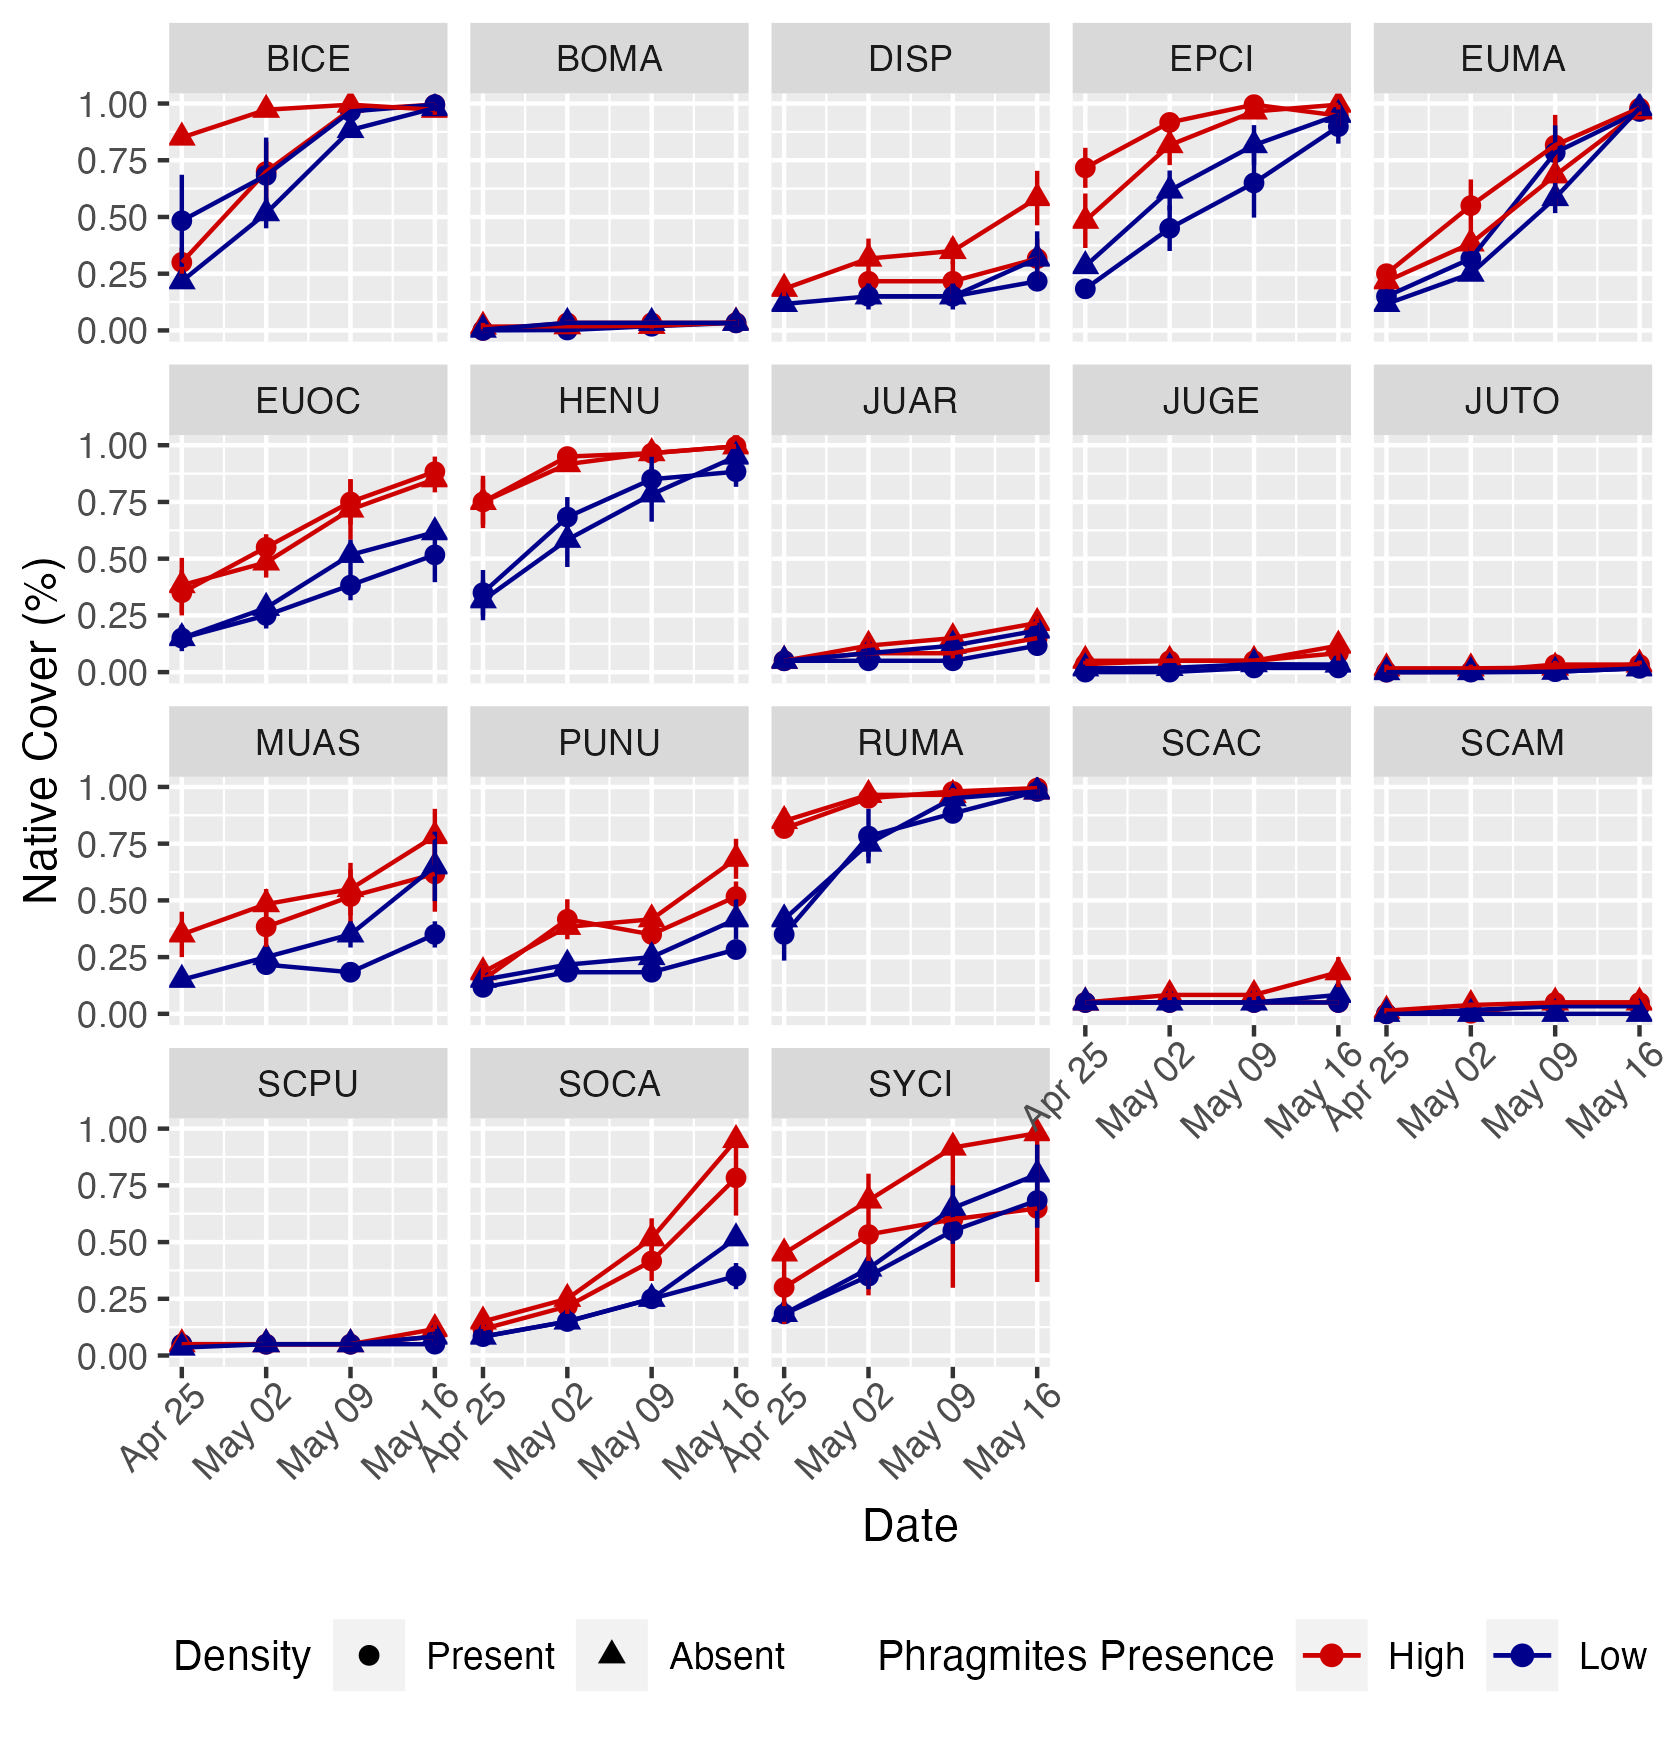 BICE BOMA DISP EPCI EUMA
1.00
0.75
0.50
0.25
0.00
EUOC HENU JUAR JUGE JUTO
1.00
0.75
0.50
0.25
0.00
Native Cover (%)
MUAS PUNU RUMA SCAC SCAM
1.00
0.75
0.50
0.25
0.00
Apr 25 May 02 May 09 May 16 Apr 25 May 02 May 09 May 16
SCPU SOCA SYCI
1.00
0.75
0.50
0.25
0.00
Apr 25 May 02 May 09 May 16 Apr 25 May 02 May 09 May 16 Apr 25 May 02 May 09 May 16
Date
Density Present Absent Phragmites Presence High Low